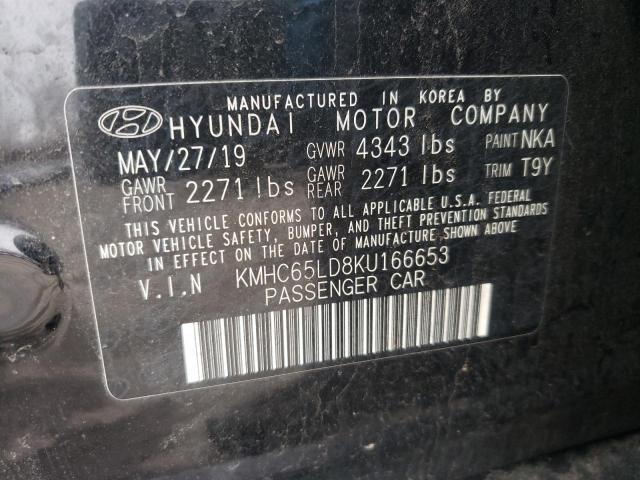 MANUFACTURED IN KOREA BY
HYUNDAI MOTOR COMPANY
MAY/27/19 GVWR 4343 lbs PAINT NKA
GAWR FRONT 2271 lbs GAWR REAR 2271 lbs TRIM T9Y
THIS VEHICLE CONFORMS TO ALL APPLICABLE U.S.A. FEDERAL
MOTOR VEHICLE SAFETY, BUMPER, AND THEFT PREVENTION STANDARDS
IN EFFECT ON THE DATE OF MANUFACTURE SHOWN ABOVE.
V.I.N KMHC65LD8KU166653
PASSENGER CAR